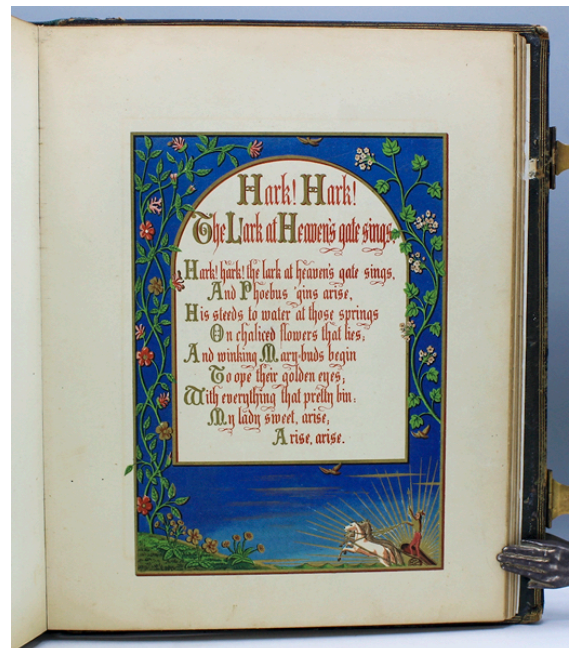 Hark! Hark!
The Lark at Heaven's gate sings.
Hark! hark! the lark at heaven's gate sings,
And Phoebus 'gins arise,
His steeds to water at those springs
On chaliced flowers that lies;
And winking Mary-buds begin
To ope their golden eyes;
With everything that pretty bin:
My lady sweet, arise;
Arise, arise.